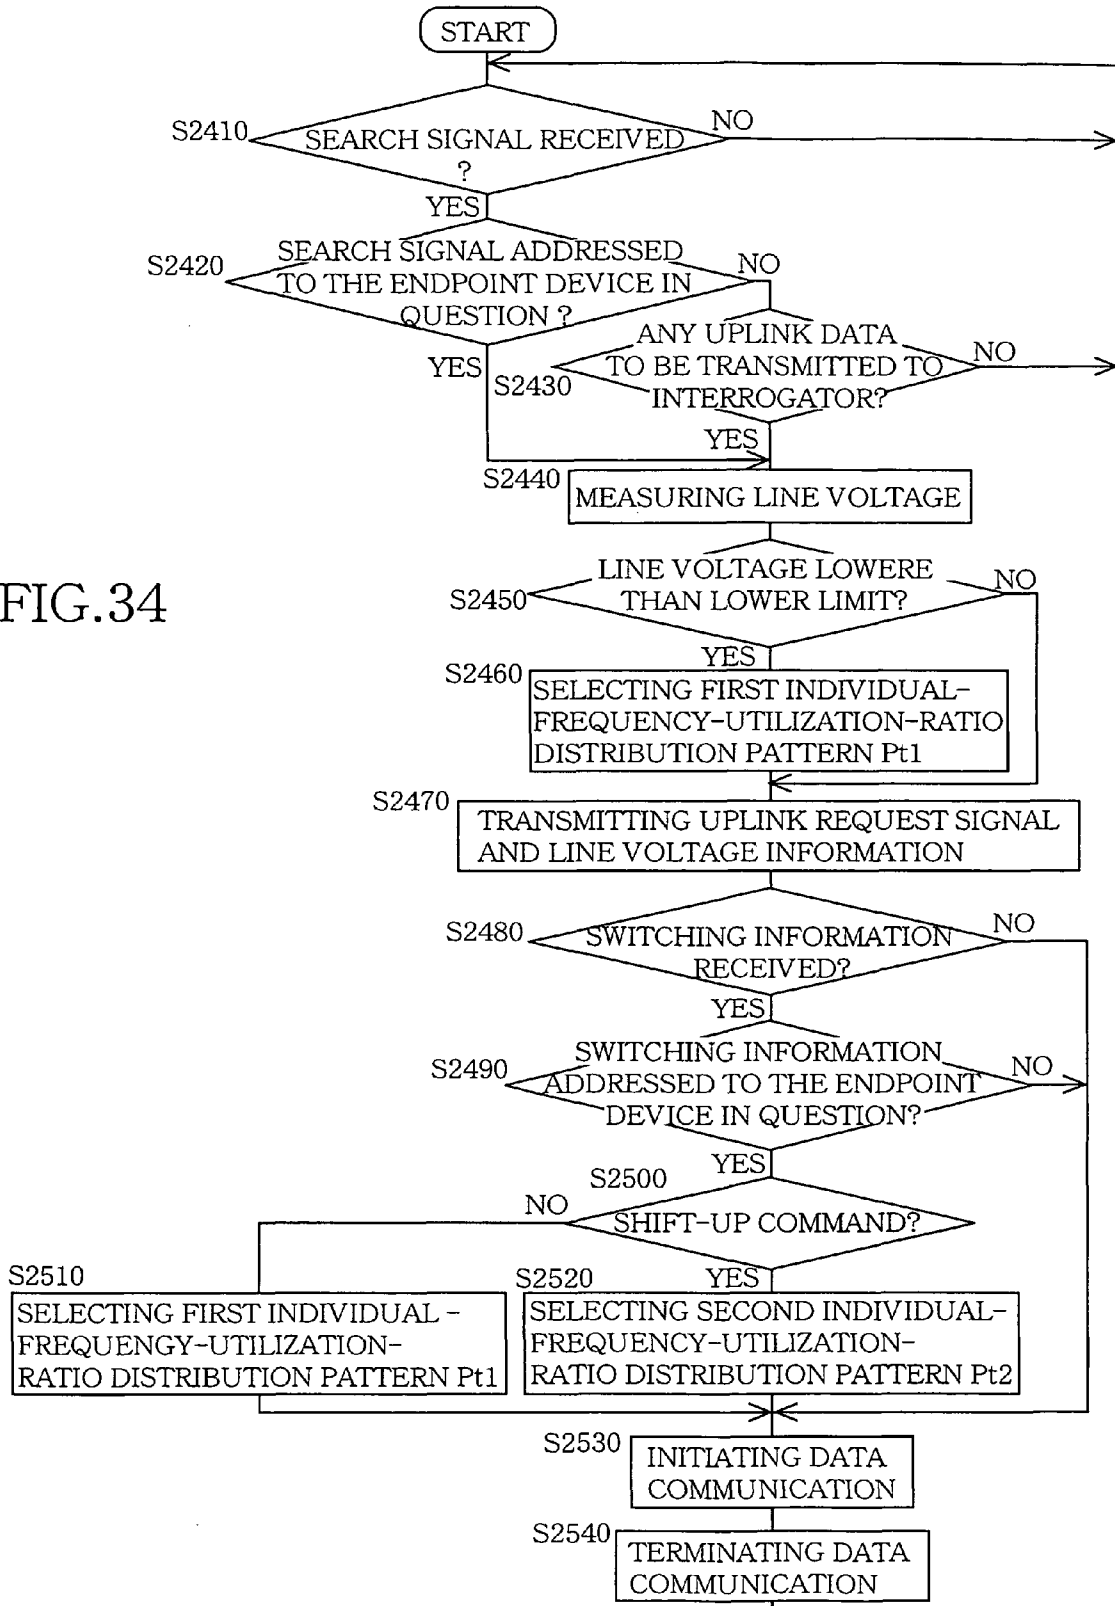 START
S2410
SEARCH SIGNAL RECEIVED
?
NO
YES
S2420
SEARCH SIGNAL ADDRESSED
TO THE ENDPOINT DEVICE IN
QUESTION ?
NO
YES
S2430
ANY UPLINK DATA
TO BE TRANSMITTED TO
INTERROGATOR?
NO
YES
S2440
MEASURING LINE VOLTAGE
FIG.34
S2450
LINE VOLTAGE LOWERE
THAN LOWER LIMIT?
NO
YES
S2460
SELECTING FIRST INDIVIDUAL-
FREQUENCY-UTILIZATION-RATIO
DISTRIBUTION PATTERN Pt1
S2470
TRANSMITTING UPLINK REQUEST SIGNAL
AND LINE VOLTAGE INFORMATION
S2480
SWITCHING INFORMATION
RECEIVED?
NO
YES
S2490
SWITCHING INFORMATION
ADDRESSED TO THE ENDPOINT
DEVICE IN QUESTION?
NO
YES
S2500
SHIFT-UP COMMAND?
NO
YES
S2510
SELECTING FIRST INDIVIDUAL -
FREQUENGY-UTILIZATION-
RATIO DISTRIBUTION PATTERN Pt1
S2520
SELECTING SECOND INDIVIDUAL-
FREQUENCY-UTILIZATION-
RATIO DISTRIBUTION PATTERN Pt2
S2530
INITIATING DATA
COMMUNICATION
S2540
TERMINATING DATA
COMMUNICATION